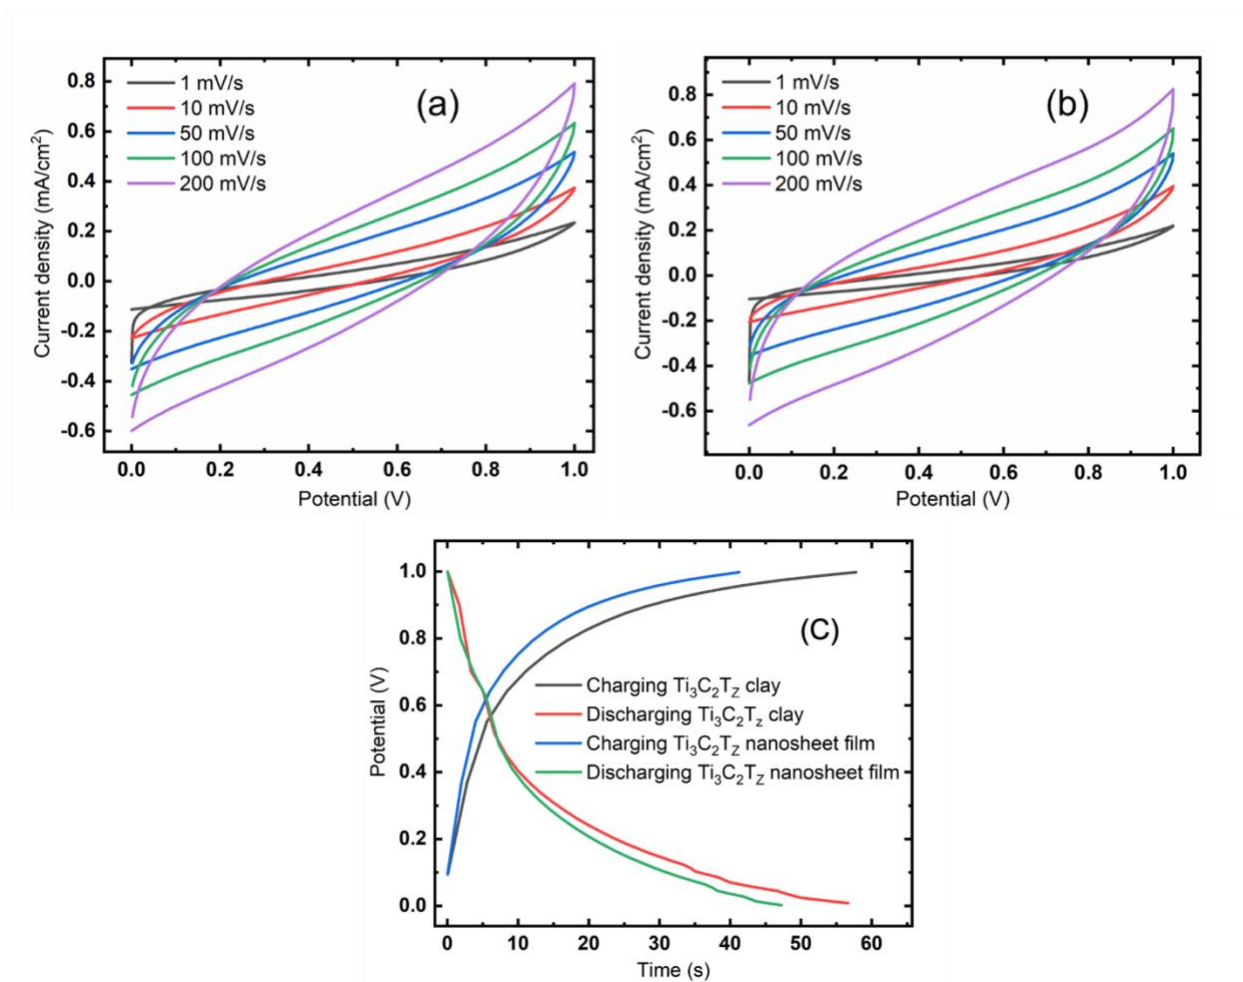 (a)
1 mV/s
10 mV/s
50 mV/s
100 mV/s
200 mV/s
Current density (mA/cm²)
0.8
0.6
0.4
0.2
0.0
-0.2
-0.4
-0.6
0.0 0.2 0.4 0.6 0.8 1.0
Potential (V)
(b)
1 mV/s
10 mV/s
50 mV/s
100 mV/s
200 mV/s
Current density (mA/cm²)
0.8
0.6
0.4
0.2
0.0
-0.2
-0.4
-0.6
0.0 0.2 0.4 0.6 0.8 1.0
Potential (V)
(C)
Charging Ti₃C₂T_Z clay
Discharging Ti₃C₂T_z clay
Charging Ti₃C₂T_Z nanosheet film
Discharging Ti₃C₂T_Z nanosheet film
Potential (V)
1.0
0.8
0.6
0.4
0.2
0.0
0 10 20 30 40 50 60
Time (s)